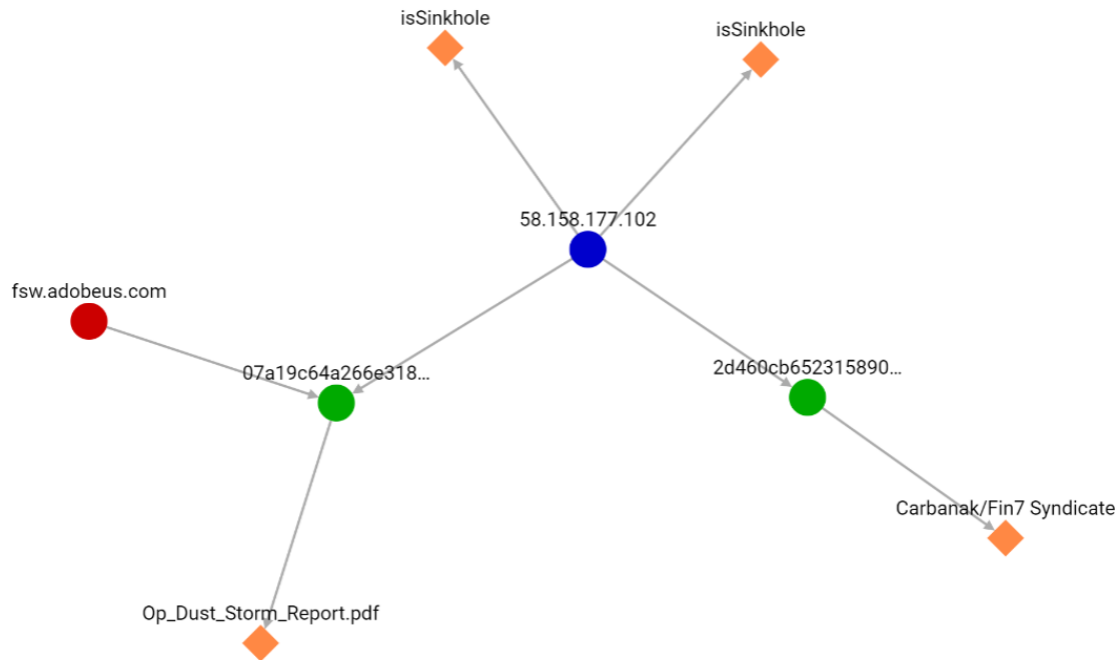 isSinkhole
isSinkhole
58.158.177.102
fsw.adobeus.com
07a19c64a266e318...
2d460cb652315890...
Carbanak/Fin7 Syndicate
Op_Dust_Storm_Report.pdf